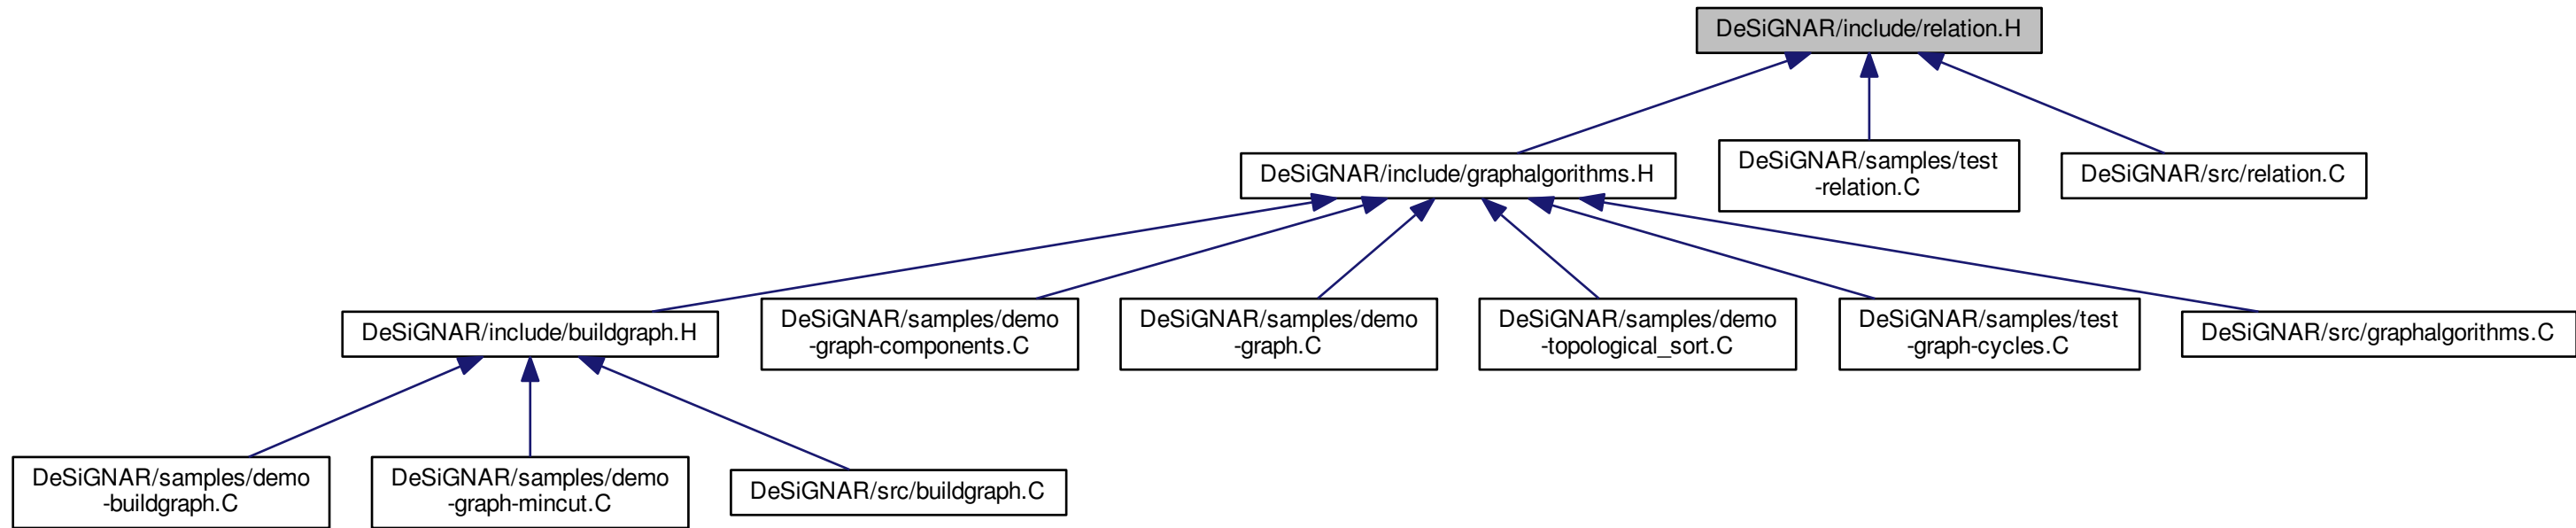 DeSiGNAR/include/relation.H
DeSiGNAR/include/graphalgorithms.H
DeSiGNAR/samples/test
-relation.C
DeSiGNAR/src/relation.C
DeSiGNAR/include/buildgraph.H
DeSiGNAR/samples/demo
-graph-components.C
DeSiGNAR/samples/demo
-graph.C
DeSiGNAR/samples/demo
-topological_sort.C
DeSiGNAR/samples/test
-graph-cycles.C
DeSiGNAR/src/graphalgorithms.C
DeSiGNAR/samples/demo
-buildgraph.C
DeSiGNAR/samples/demo
-graph-mincut.C
DeSiGNAR/src/buildgraph.C